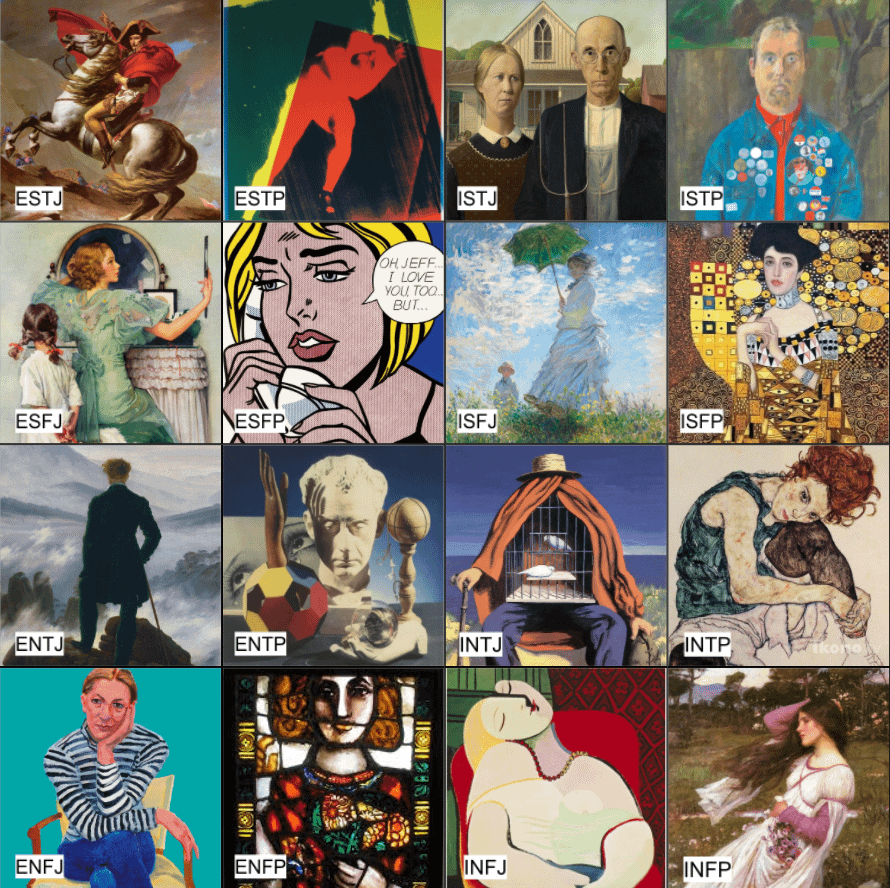 ESTJ
ESTP
ISTJ
ISTP
OH, JEFF...
I LOVE
YOU, TOO...
BUT...
ESFJ
ESFP
ISFJ
ISFP
ENTJ
ENTP
INTJ
INTP
ikono
ENFJ
ENFP
INFJ
INFP